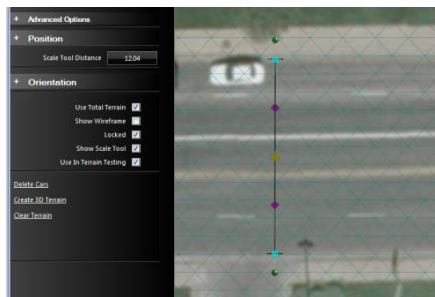 + Advanced Options
+ Position
Scale Tool Distance 12.04
+ Orientation
Use Total Terrain
Show Wireframe
Locked
Show Scale Tool
Use In Terrain Testing
Delete Cars
Create 3D Terrain
Clear Terrain